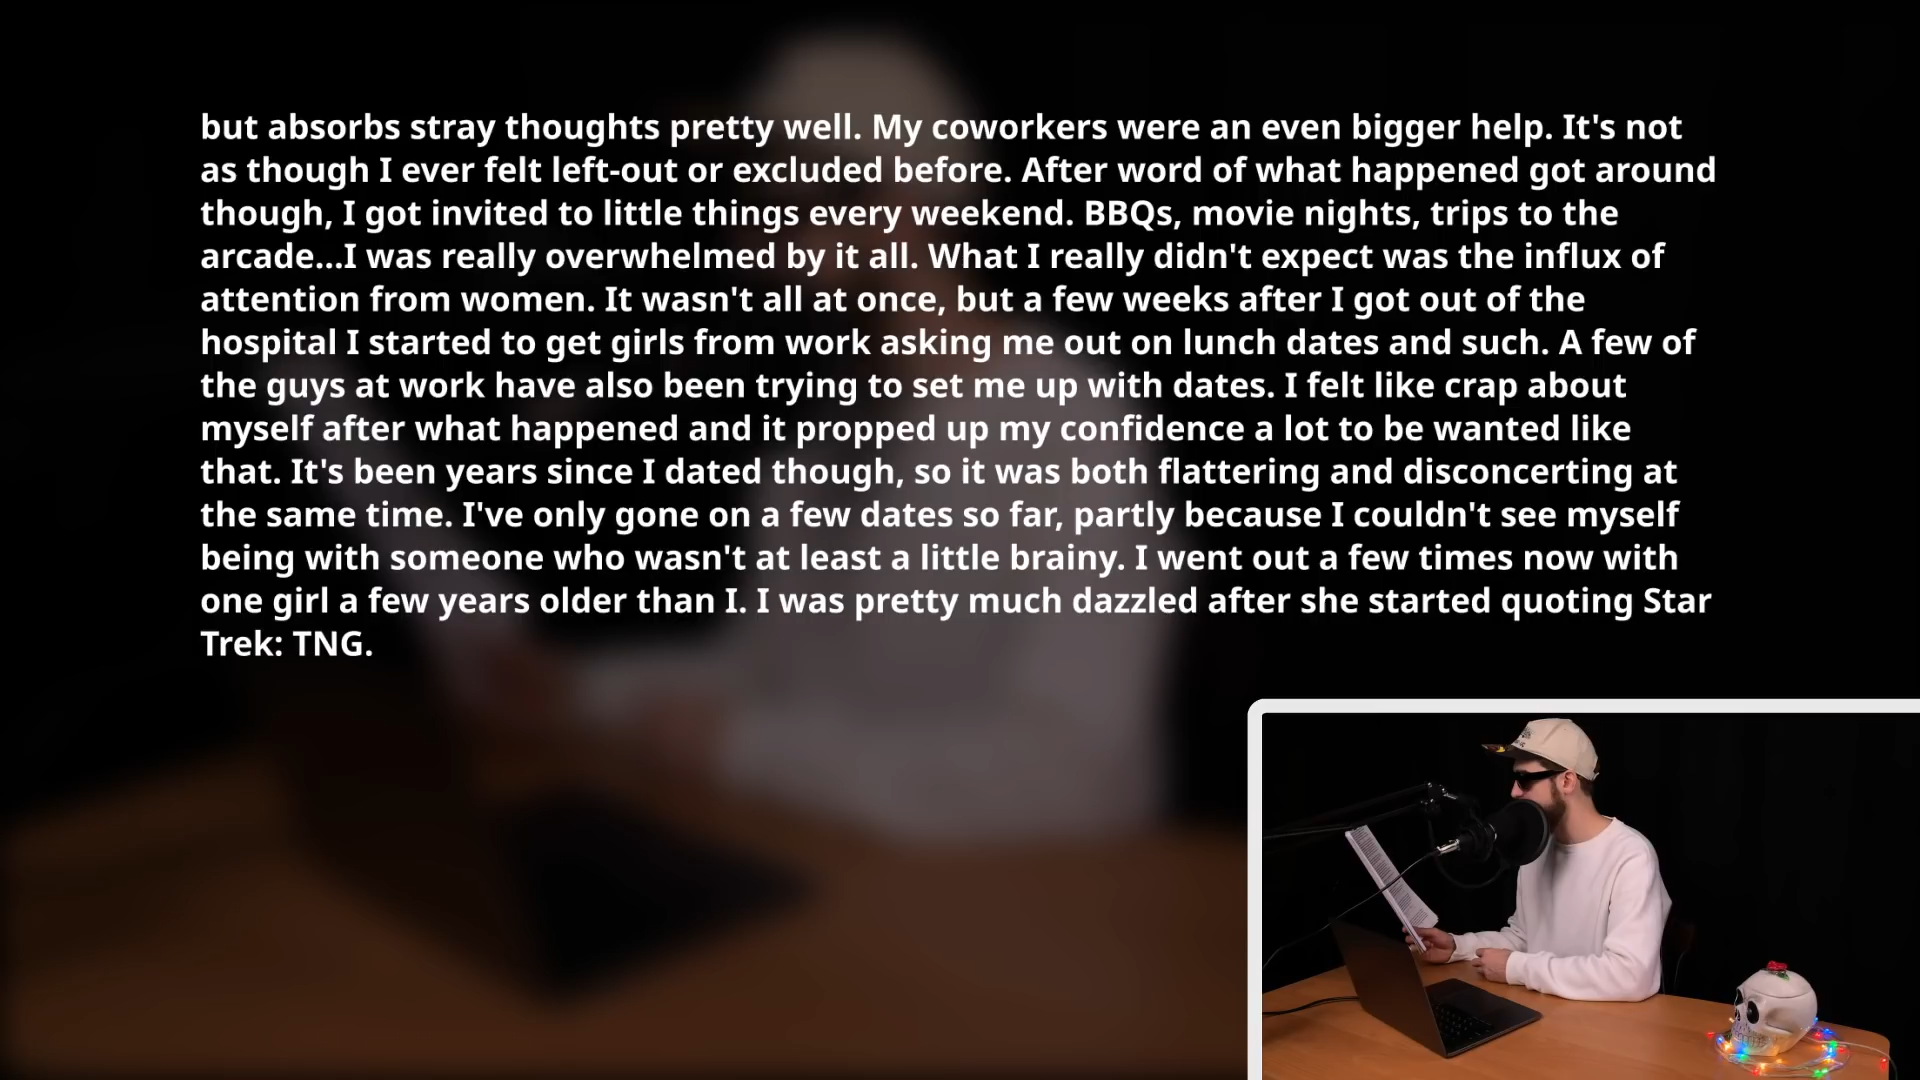 but absorbs stray thoughts pretty well. My coworkers were an even bigger help. It's not
as though I ever felt left-out or excluded before. After word of what happened got around
though, I got invited to little things every weekend. BBQs, movie nights, trips to the
arcade...I was really overwhelmed by it all. What I really didn't expect was the influx of
attention from women. It wasn't all at once, but a few weeks after I got out of the
hospital I started to get girls from work asking me out on lunch dates and such. A few of
the guys at work have also been trying to set me up with dates. I felt like crap about
myself after what happened and it propped up my confidence a lot to be wanted like
that. It's been years since I dated though, so it was both flattering and disconcerting at
the same time. I've only gone on a few dates so far, partly because I couldn't see myself
being with someone who wasn't at least a little brainy. I went out a few times now with
one girl a few years older than I. I was pretty much dazzled after she started quoting Star
Trek: TNG.